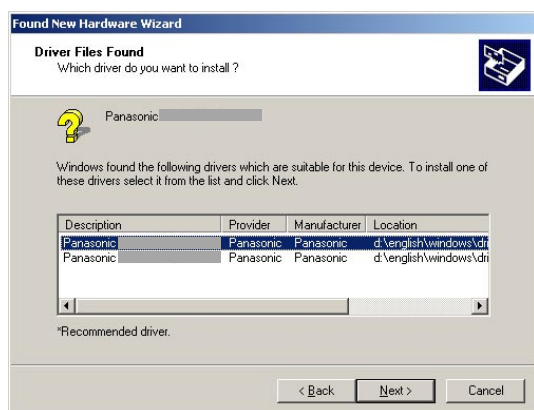 Found New Hardware Wizard
Driver Files Found
Which driver do you want to install ?
Panasonic
Windows found the following drivers which are suitable for this device. To install one of
these drivers select it from the list and click Next.
Description Provider Manufacturer Location
Panasonic Panasonic Panasonic d:\english\windows\dri
Panasonic Panasonic Panasonic d:\english\windows\dri
*Recommended driver.
< Back Next > Cancel